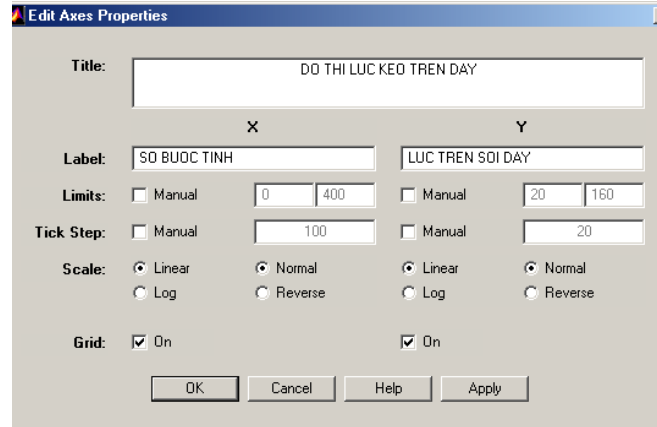 Edit Axes Properties
Title: DO THI LUC KEO TREN DAY
X Y
Label: SO BUOC TINH LUC TREN SOI DAY
Limits: Manual 0 400 Manual 20 160
Tick Step: Manual 100 Manual 20
Scale: Linear Normal Linear Normal
Log Reverse Log Reverse
Grid: On On
OK Cancel Help Apply